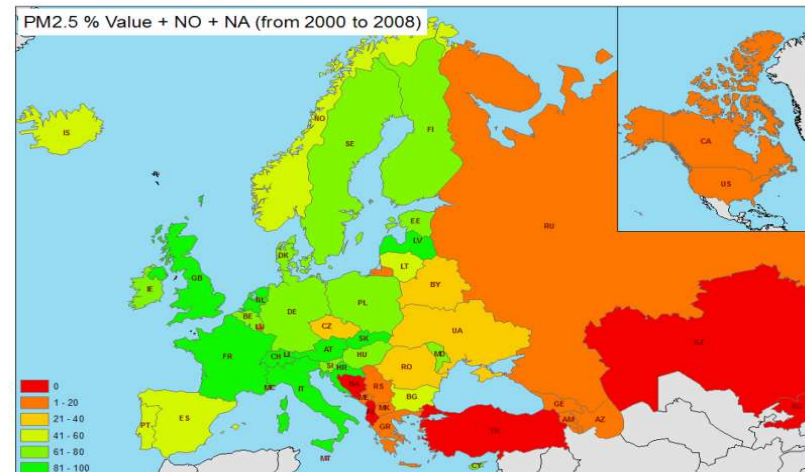 PM2.5 % Value + NO + NA (from 2000 to 2008)
IS
NO
SE
FI
CA
US
RU
EE
LV
DK
LT
IE
GB
BY
NL
DE
PL
BE
CZ
UA
SK
FR
CH
LI
AT
HU
MD
SI
HR
RO
IT
MC
RS
ME
BG
MK
GE
PT
ES
AL
GR
AM
AZ
TR
MT
CY
0
1 - 20
21 - 40
41 - 60
61 - 80
81 - 100